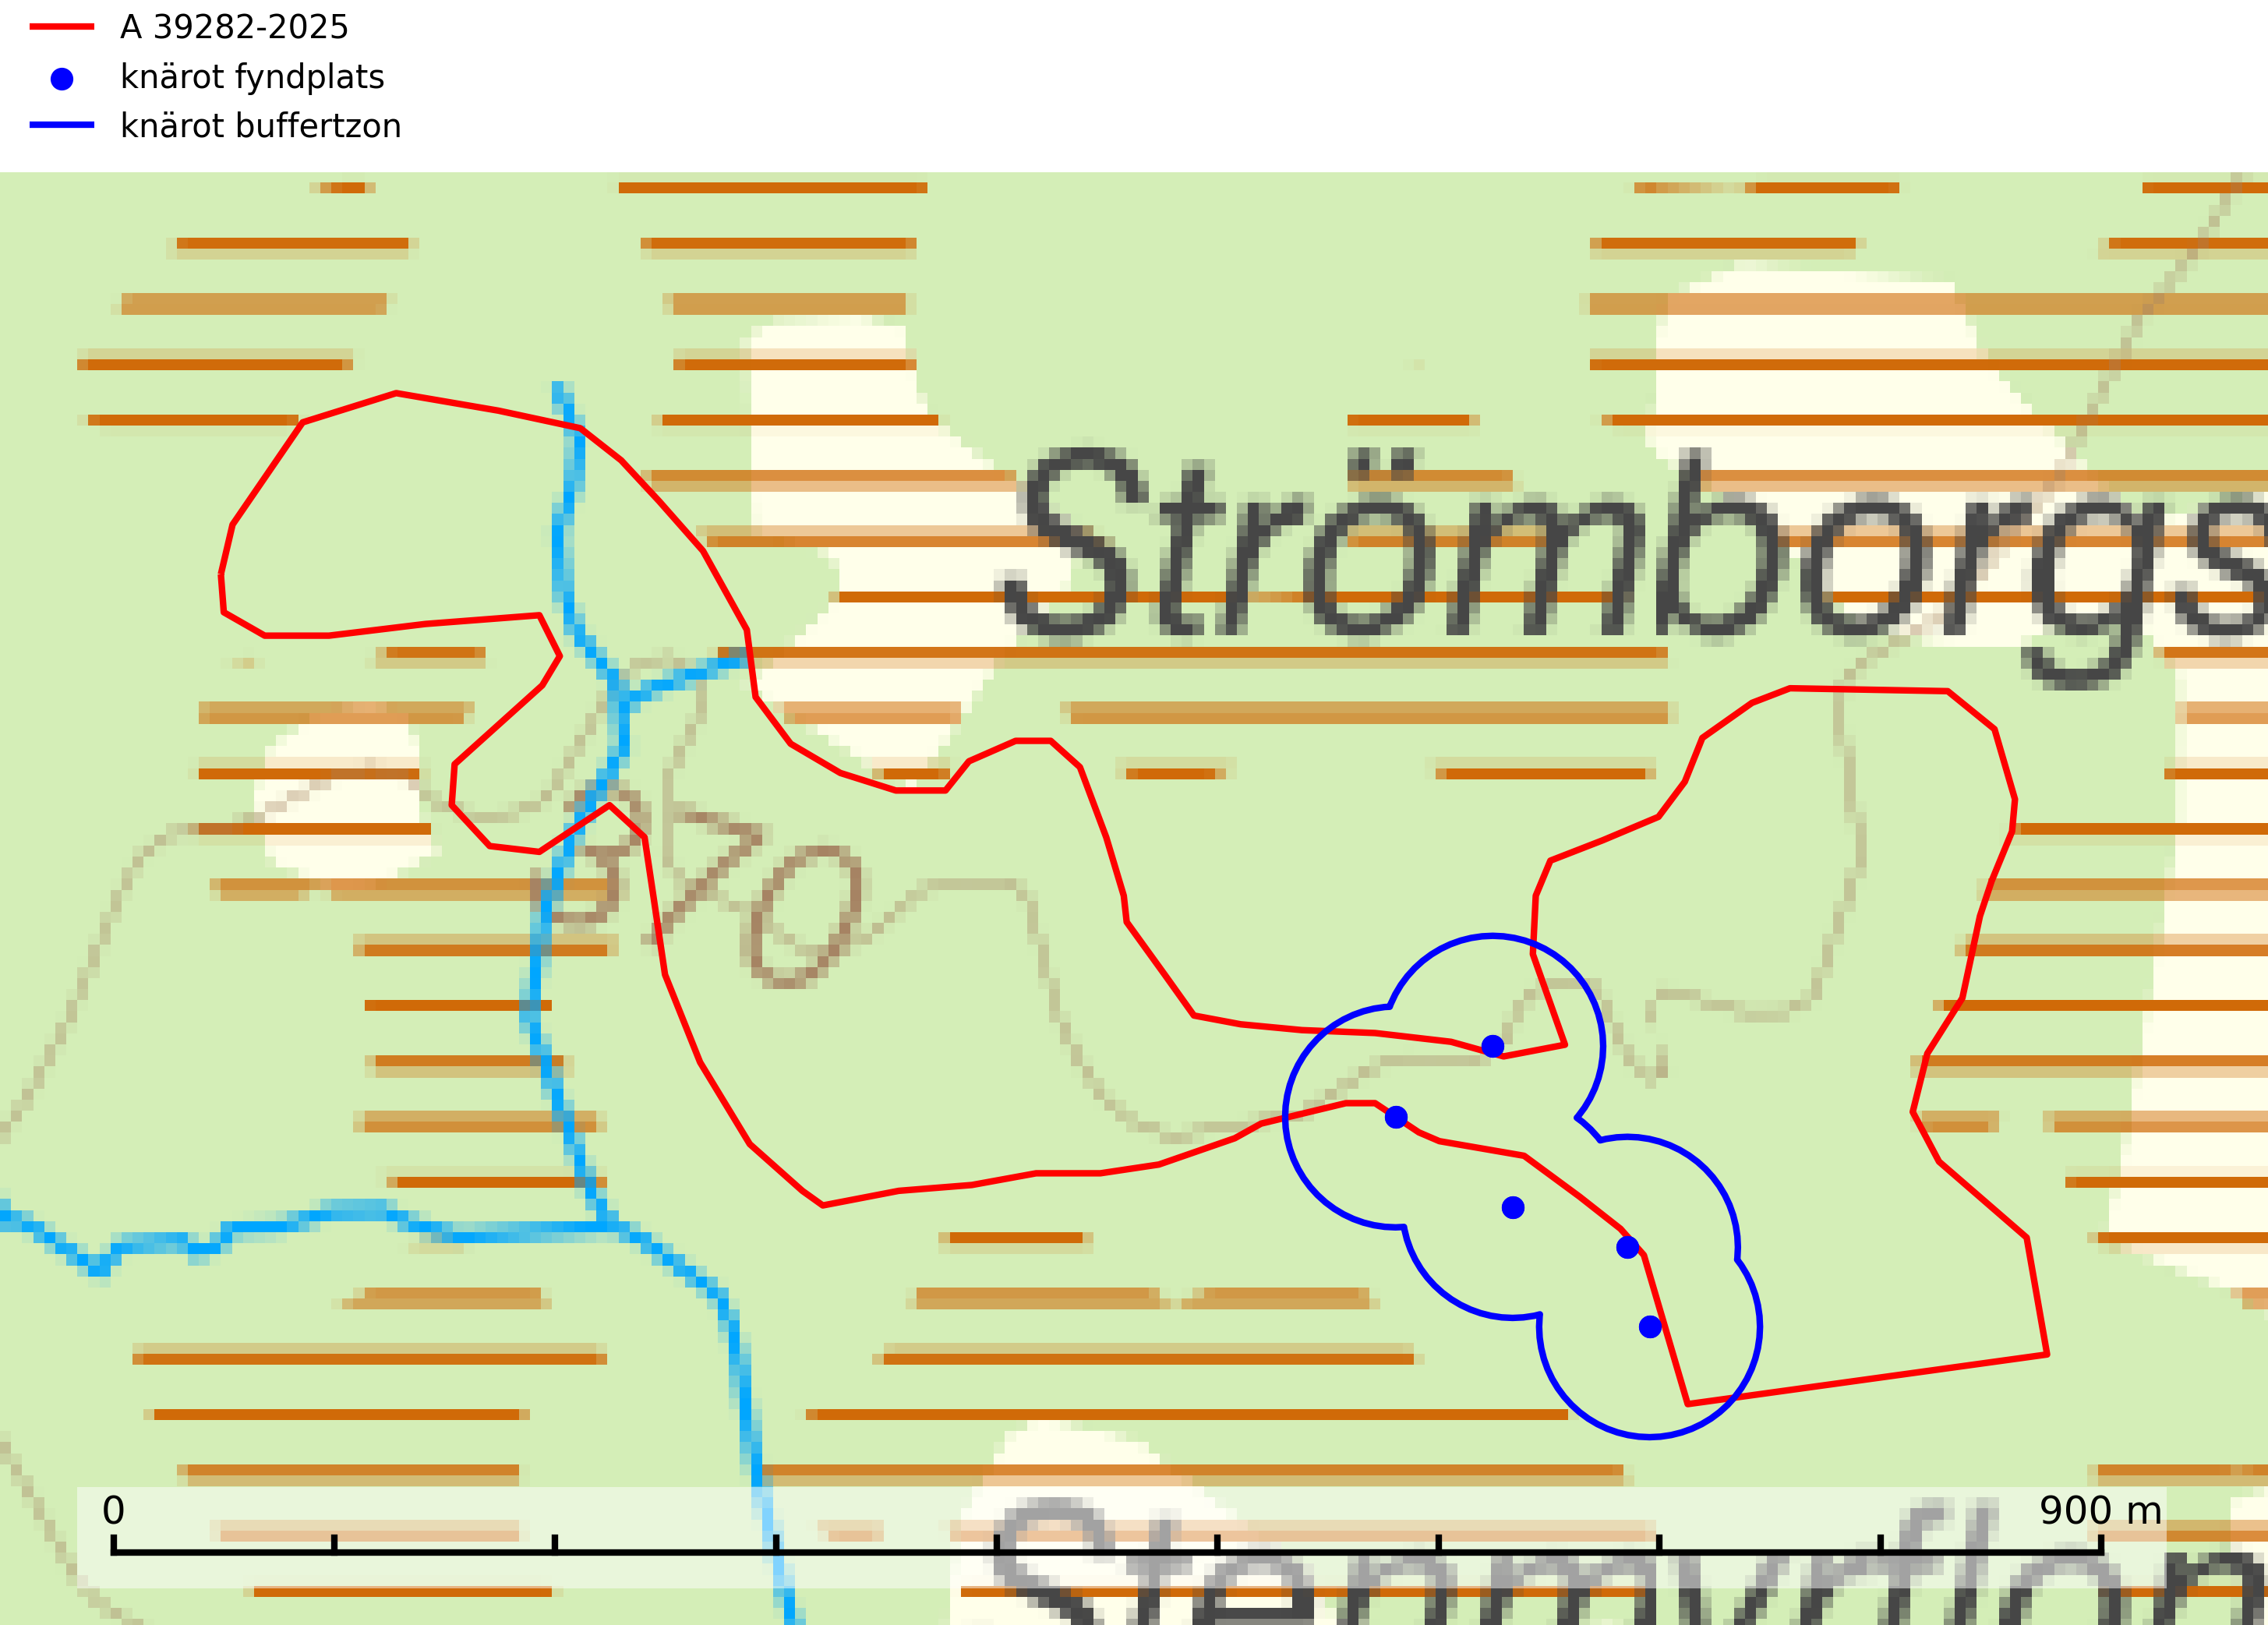 A 39282-2025
knärot fyndplats
knärot buffertzon
Strömborgs
370
0 900 m